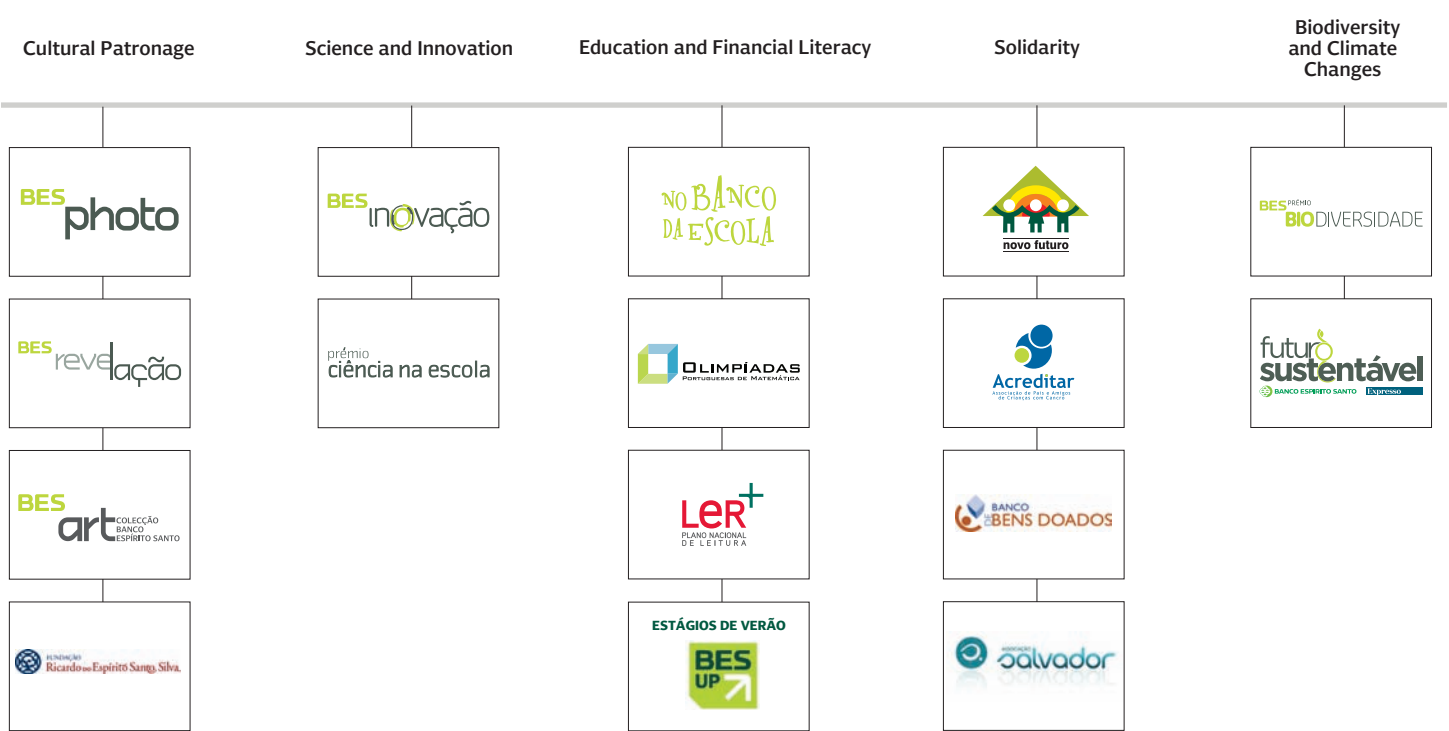 Cultural Patronage
Science and Innovation
Education and Financial Literacy
Solidarity
Biodiversity
and Climate
Changes
BES
photo
BES
revelação
BES
art
COLECÇÃO
BANCO
ESPÍRITO SANTO
FUNDAÇÃO
Ricardo do Espírito Santo Silva
BES
inovação
prémio
ciência na escola
NO BANCO
DA ESCOLA
OLIMPÍADAS
PORTUGUESAS DE MATEMÁTICA
LeR+
PLANO NACIONAL
DE LEITURA
ESTÁGIOS DE VERÃO
BES
UP
novo futuro
Acreditar
Associação de Pais e Amigos
de Crianças com Cancro
BANCO
DE BENS DOADOS
ASSOCIAÇÃO
salvador
BES PRÉMIO
BIODIVERSIDADE
futuro
sustentável
BANCO ESPIRITO SANTO Expresso